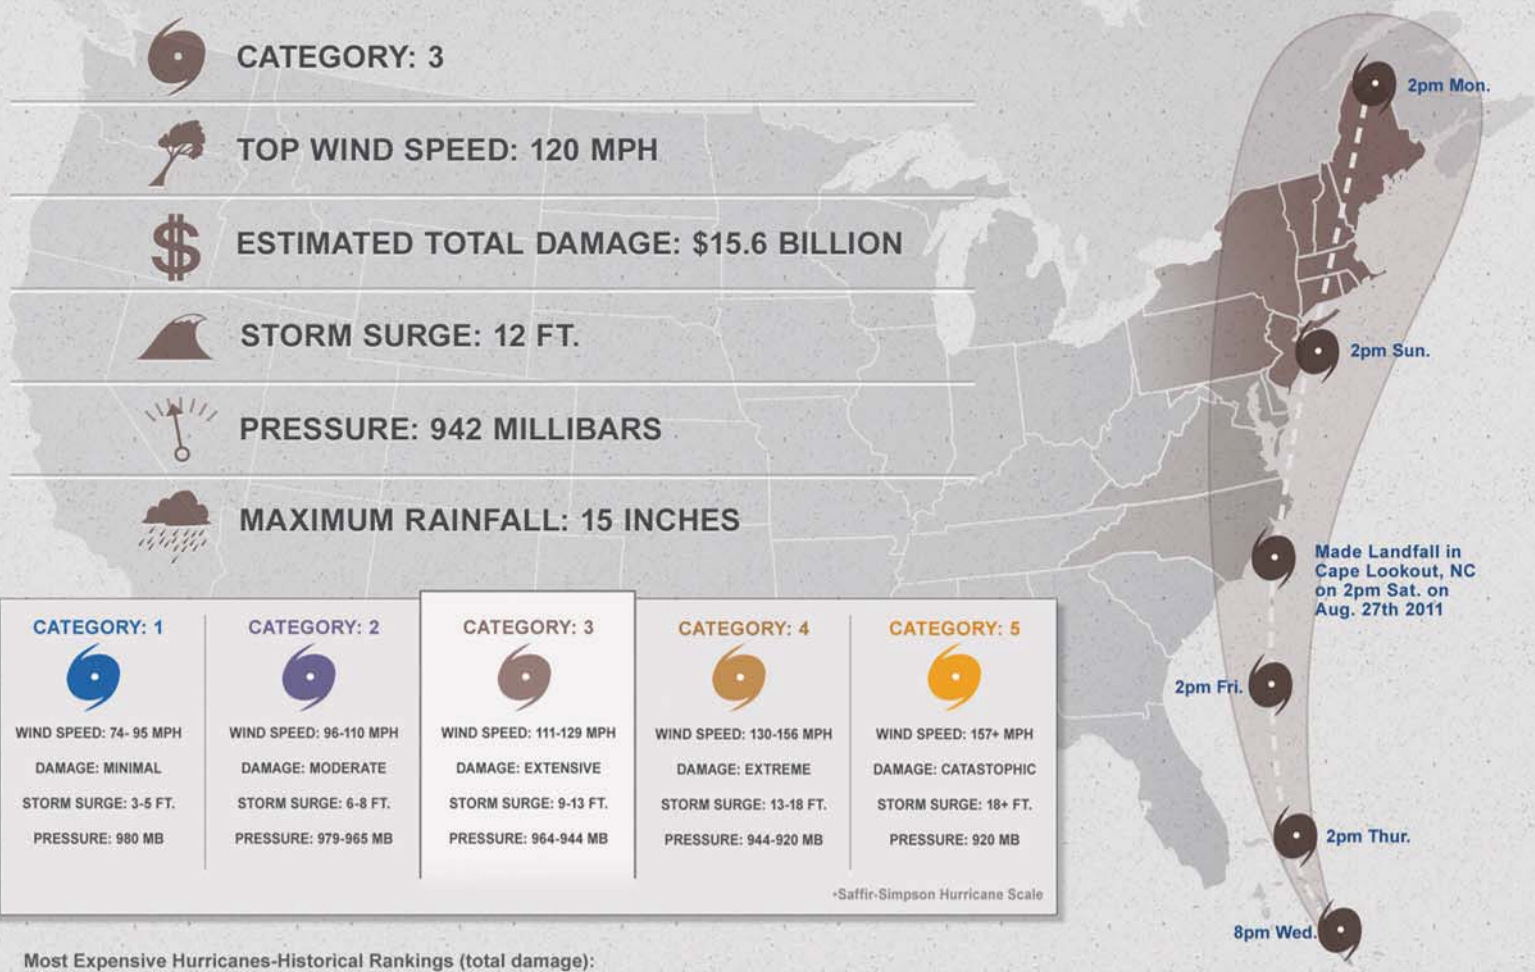 CATEGORY: 3
TOP WIND SPEED: 120 MPH
ESTIMATED TOTAL DAMAGE: $15.6 BILLION
STORM SURGE: 12 FT.
PRESSURE: 942 MILLIBARS
MAXIMUM RAINFALL: 15 INCHES
2pm Mon.
2pm Sun.
Made Landfall in
Cape Lookout, NC
on 2pm Sat. on
Aug. 27th 2011
2pm Fri.
2pm Thur.
8pm Wed.
CATEGORY: 1
WIND SPEED: 74- 95 MPH
DAMAGE: MINIMAL
STORM SURGE: 3-5 FT.
PRESSURE: 980 MB
CATEGORY: 2
WIND SPEED: 96-110 MPH
DAMAGE: MODERATE
STORM SURGE: 6-8 FT.
PRESSURE: 979-965 MB
CATEGORY: 3
WIND SPEED: 111-129 MPH
DAMAGE: EXTENSIVE
STORM SURGE: 9-13 FT.
PRESSURE: 964-944 MB
CATEGORY: 4
WIND SPEED: 130-156 MPH
DAMAGE: EXTREME
STORM SURGE: 13-18 FT.
PRESSURE: 944-920 MB
CATEGORY: 5
WIND SPEED: 157+ MPH
DAMAGE: CATASTOPHIC
STORM SURGE: 18+ FT.
PRESSURE: 920 MB
*Saffir-Simpson Hurricane Scale
Most Expensive Hurricanes-Historical Rankings (total damage):